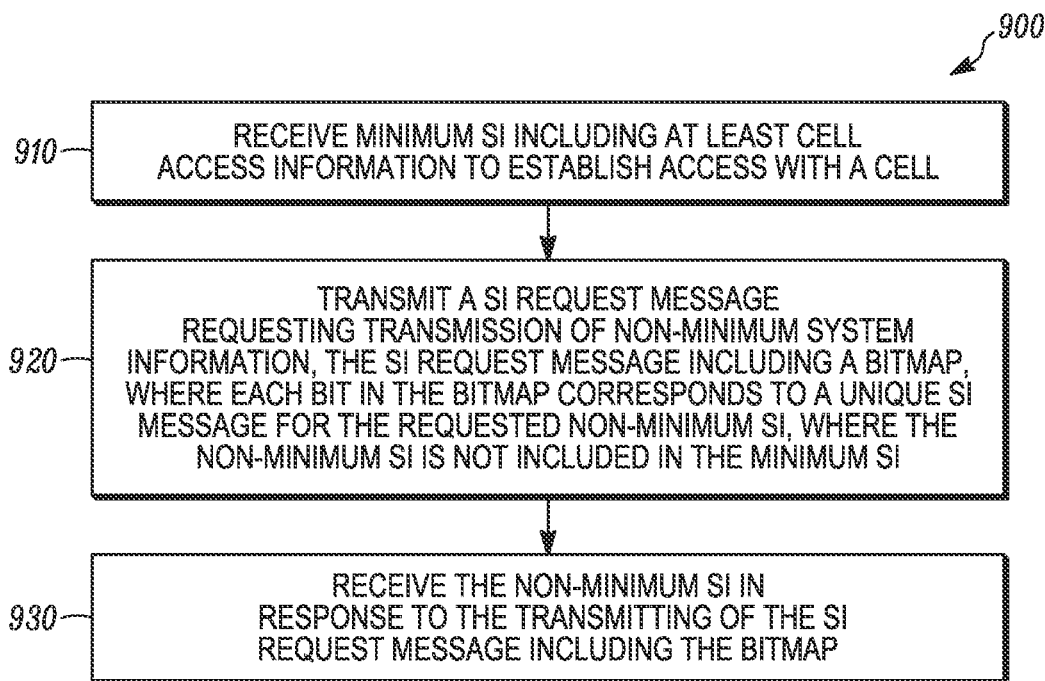 900
910
RECEIVE MINIMUM SI INCLUDING AT LEAST CELL
ACCESS INFORMATION TO ESTABLISH ACCESS WITH A CELL
920
TRANSMIT A SI REQUEST MESSAGE
REQUESTING TRANSMISSION OF NON-MINIMUM SYSTEM
INFORMATION, THE SI REQUEST MESSAGE INCLUDING A BITMAP,
WHERE EACH BIT IN THE BITMAP CORRESPONDS TO A UNIQUE SI
MESSAGE FOR THE REQUESTED NON-MINIMUM SI, WHERE THE
NON-MINIMUM SI IS NOT INCLUDED IN THE MINIMUM SI
930
RECEIVE THE NON-MINIMUM SI IN
RESPONSE TO THE TRANSMITTING OF THE SI
REQUEST MESSAGE INCLUDING THE BITMAP